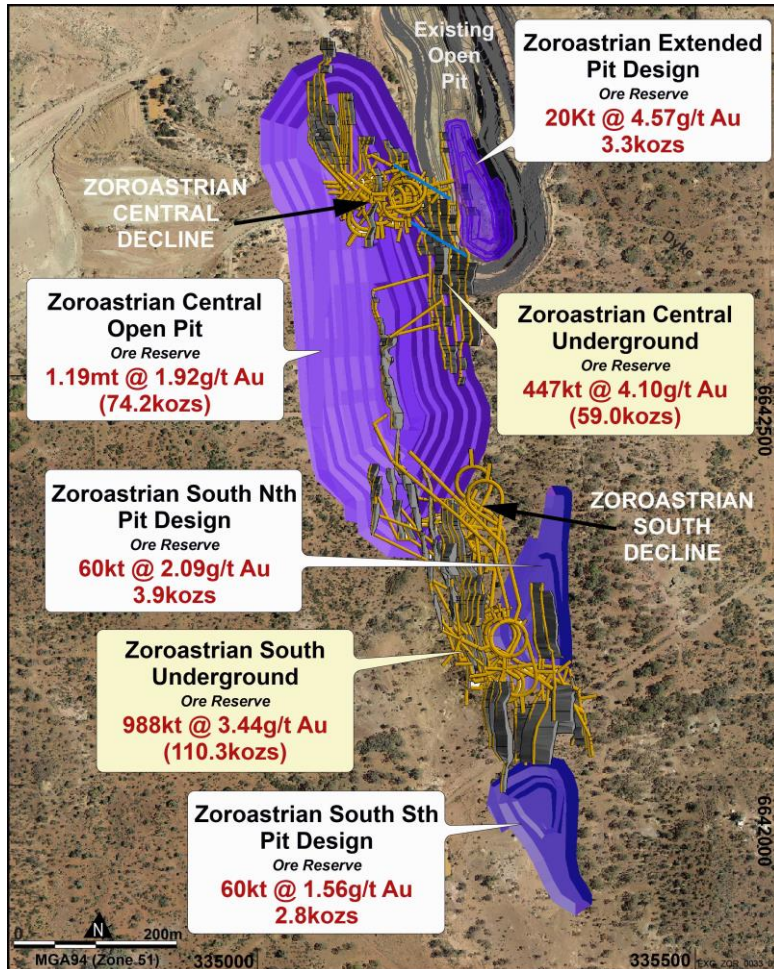 Existing
Open
Pit
Zoroastrian Extended
Pit Design
Ore Reserve
20Kt @ 4.57g/t Au
3.3kozs
ZOROASTRIAN
CENTRAL
DECLINE
Dyke
Zoroastrian Central
Open Pit
Ore Reserve
1.19mt @ 1.92g/t Au
(74.2kozs)
Zoroastrian Central
Underground
Ore Reserve
447kt @ 4.10g/t Au
(59.0kozs)
6642500
Zoroastrian South Nth
Pit Design
Ore Reserve
60kt @ 2.09g/t Au
3.9kozs
ZOROASTRIAN
SOUTH
DECLINE
Zoroastrian South
Underground
Ore Reserve
988kt @ 3.44g/t Au
(110.3kozs)
Zoroastrian South Sth
Pit Design
Ore Reserve
60kt @ 1.56g/t Au
2.8kozs
6642000
0 N 200m
MGA94 (Zone 51)
335000
335500